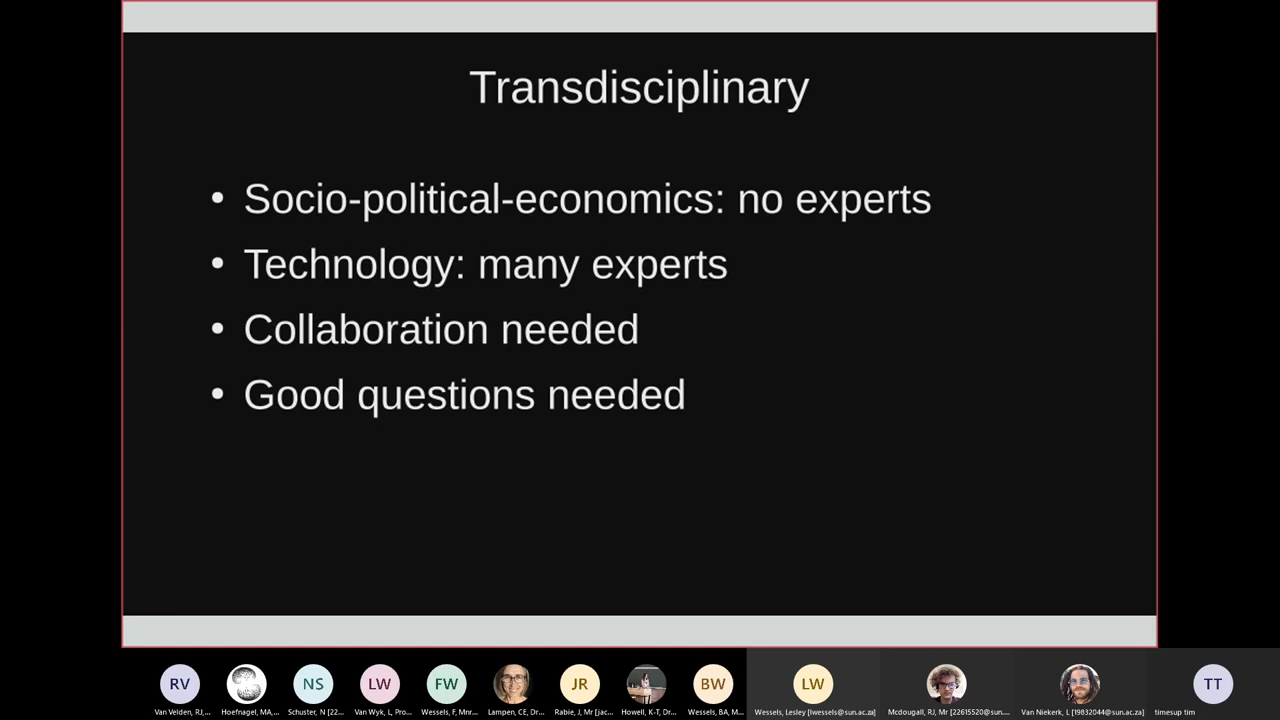 Transdisciplinary
• Socio-political-economics: no experts
• Technology: many experts
• Collaboration needed
• Good questions needed
RV
NS
LW
FW
JR
BW
LW
TT
Van Velden, RJ,...
Hoefnagel, MA,...
Schuster, N [22...
Van Wyk, L, Pro...
Wessels, F, Mnr...
Lampen, CE, Dr...
Rabie, J, Mr [jac...
Howell, K-T, Dr...
Wessels, BA, M...
Wessels, Lesley [lwessels@sun.ac.za]
Mcdougall, RJ, Mr [22615520@sun....
Van Niekerk, L [19832044@sun.ac.za]
timesup tim